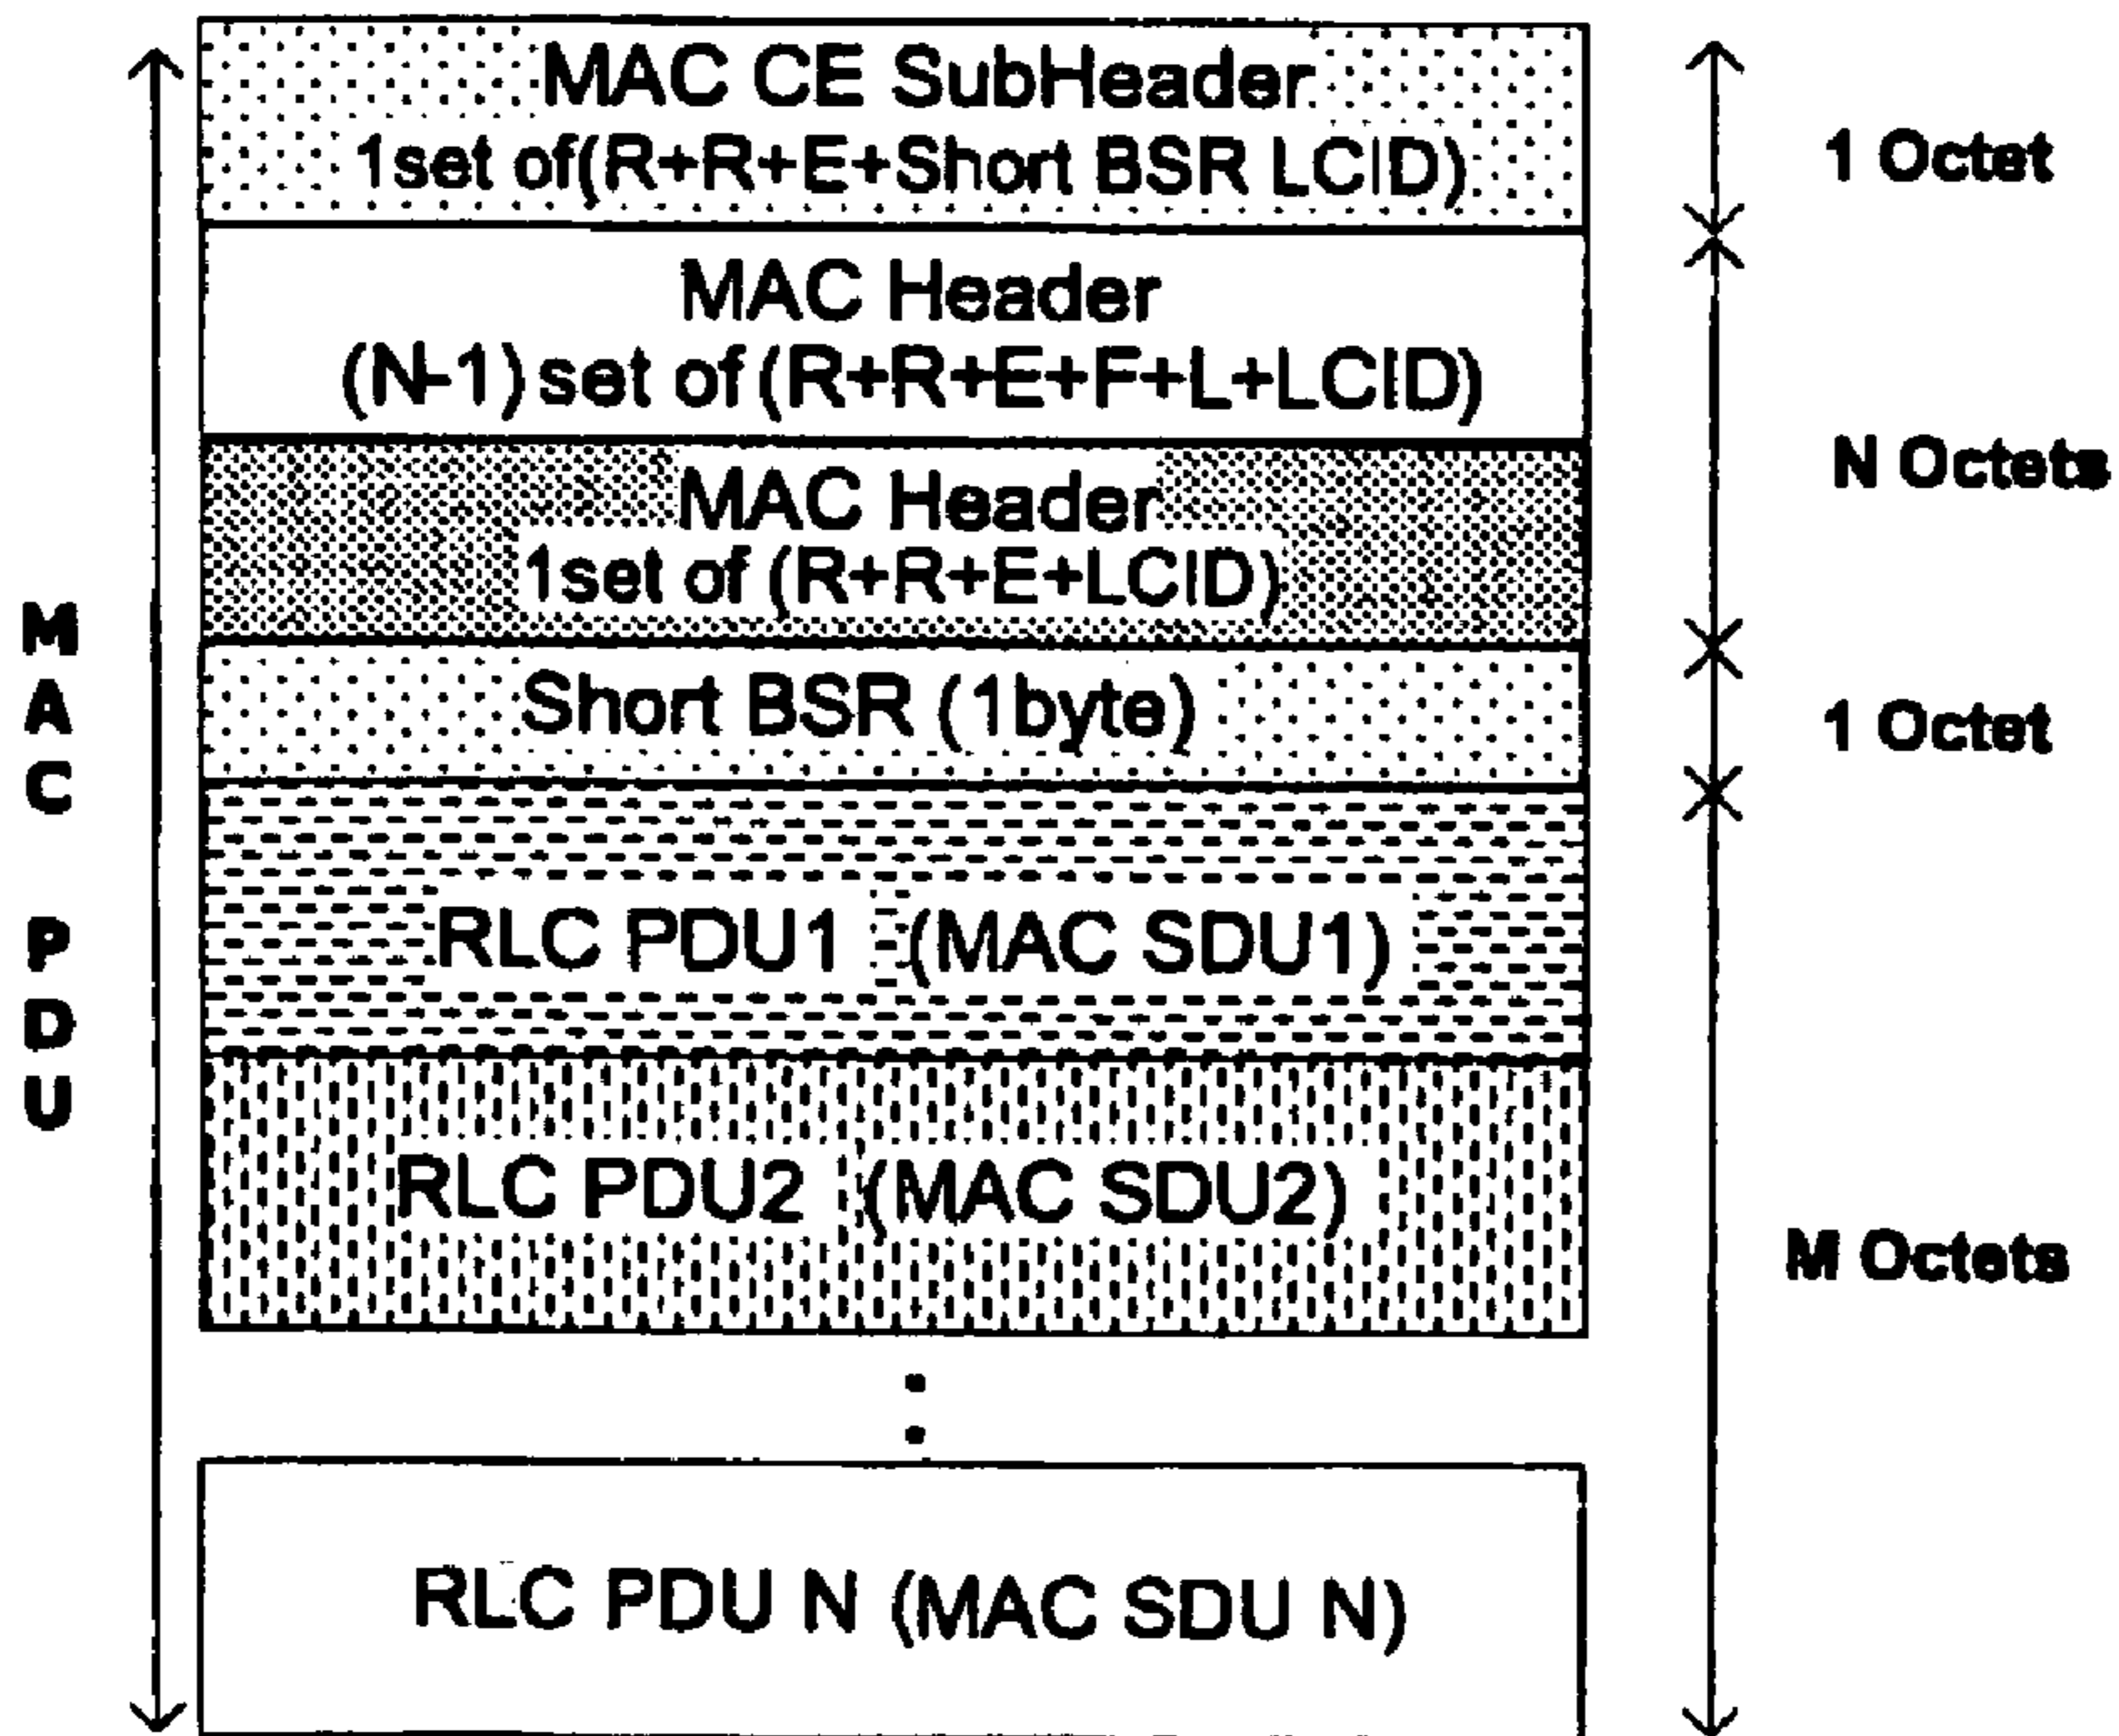 MAC CE SubHeader
1set of(R+R+E+Short BSR LCID)
1 Octet
MAC Header
(N-1)set of(R+R+E+F+L+LCID)
N Octets
MAC Header
1set of (R+R+E+LCID)
Short BSR (1byte)
1 Octet
MAC PDU
RLC PDU1 (MAC SDU1)
RLC PDU2 (MAC SDU2)
M Octets
RLC PDU N (MAC SDU N)